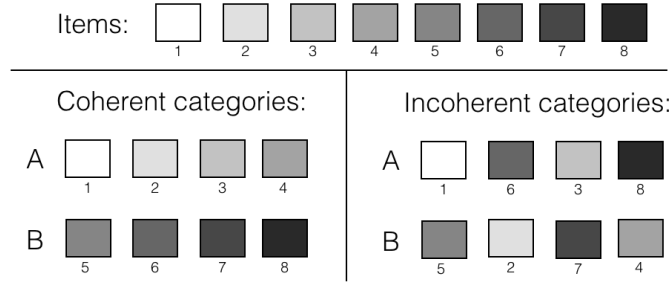 Items:
1 2 3 4 5 6 7 8
Coherent categories:
A
1 2 3 4
B
5 6 7 8
Incoherent categories:
A
1 6 3 8
B
5 2 7 4